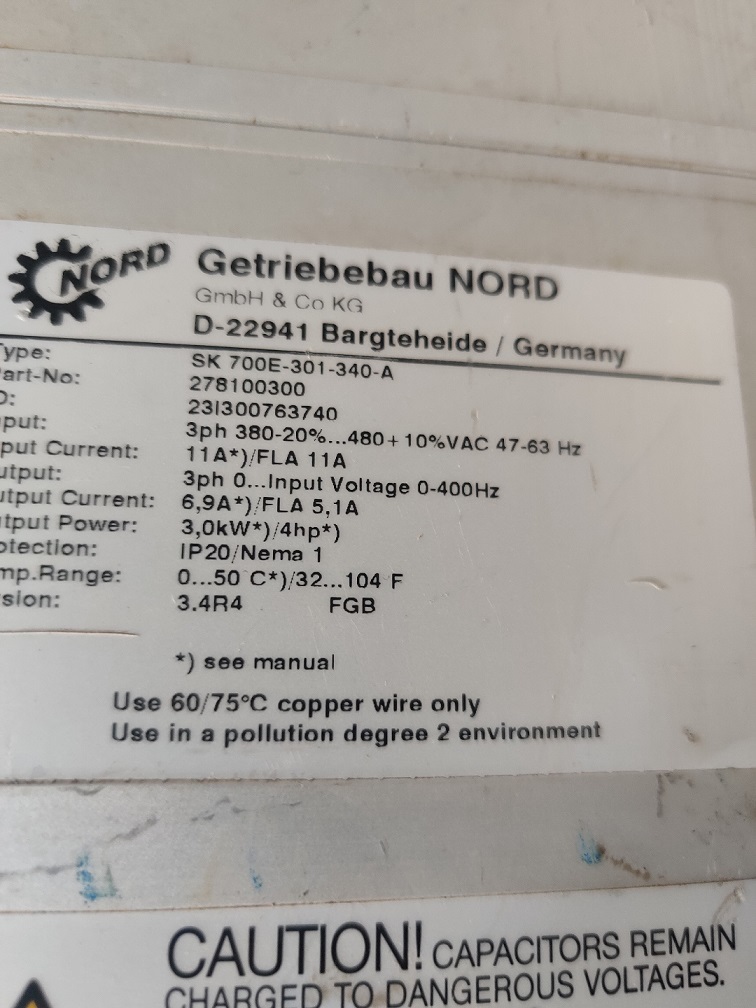 NORD
Getriebebau NORD
GmbH & Co KG
D-22941 Bargteheide / Germany
ype: SK 700E-301-340-A
art-No: 278100300
D: 23I300763740
put: 3ph 380-20%...480+10%VAC 47-63 Hz
put Current: 11A*)/FLA 11A
utput: 3ph 0...Input Voltage 0-400Hz
utput Current: 6,9A*)/FLA 5,1A
tput Power: 3,0kW*)/4hp*)
otection: IP20/Nema 1
mp.Range: 0...50 C*)/32...104 F
sion: 3.4R4 FGB
*) see manual
Use 60/75°C copper wire only
Use in a pollution degree 2 environment
CAUTION! CAPACITORS REMAIN
CHARGED TO DANGEROUS VOLTAGES.